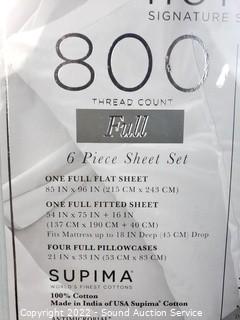 SIGNATURE S
800
THREAD COUNT
Full
6 Piece Sheet Set
ONE FULL FLAT SHEET
85 IN x 96 IN (215 CM x 243 CM)
ONE FULL FITTED SHEET
54 IN x 75 IN + 16 IN
(137 CM x 190 CM + 40 CM)
Fits Mattress up to 18 IN Deep (45 CM) Drop
FOUR FULL PILLOWCASES
21 IN x 33 IN (53 CM x 83 CM)
SUPIMA
WORLD'S FINEST COTTONS
100% Cotton
Made in India of USA Supima® Cotton
Copyright 2022 - Sound Auction Service